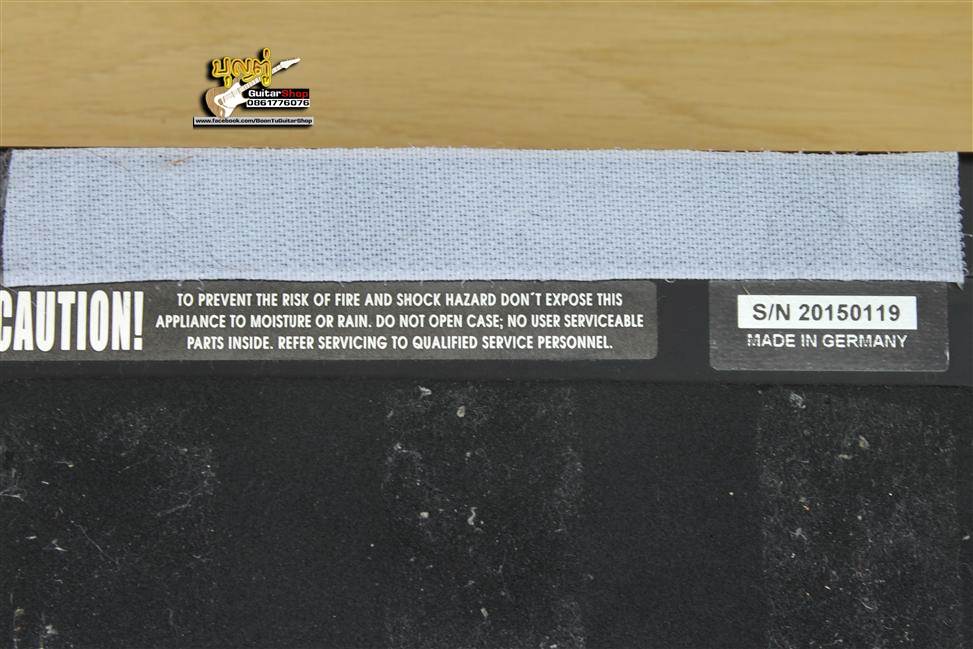 บุญตู่
GuitarShop
0861776076
www.facebook.com/BoonTuGuitarShop
CAUTION!
TO PREVENT THE RISK OF FIRE AND SHOCK HAZARD DON´T EXPOSE THIS
APPLIANCE TO MOISTURE OR RAIN. DO NOT OPEN CASE; NO USER SERVICEABLE
PARTS INSIDE. REFER SERVICING TO QUALIFIED SERVICE PERSONNEL.
S/N 20150119
MADE IN GERMANY